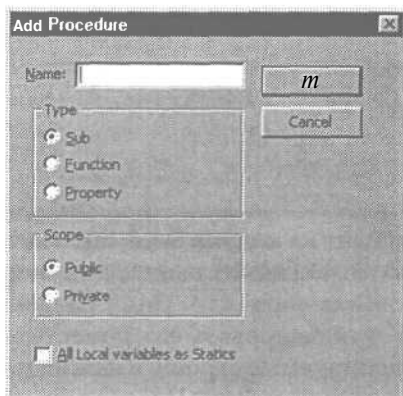 Add Procedure
Name:
m
Type
Sub
Function
Property
Cancel
Scope
Public
Private
All Local variables as Statics